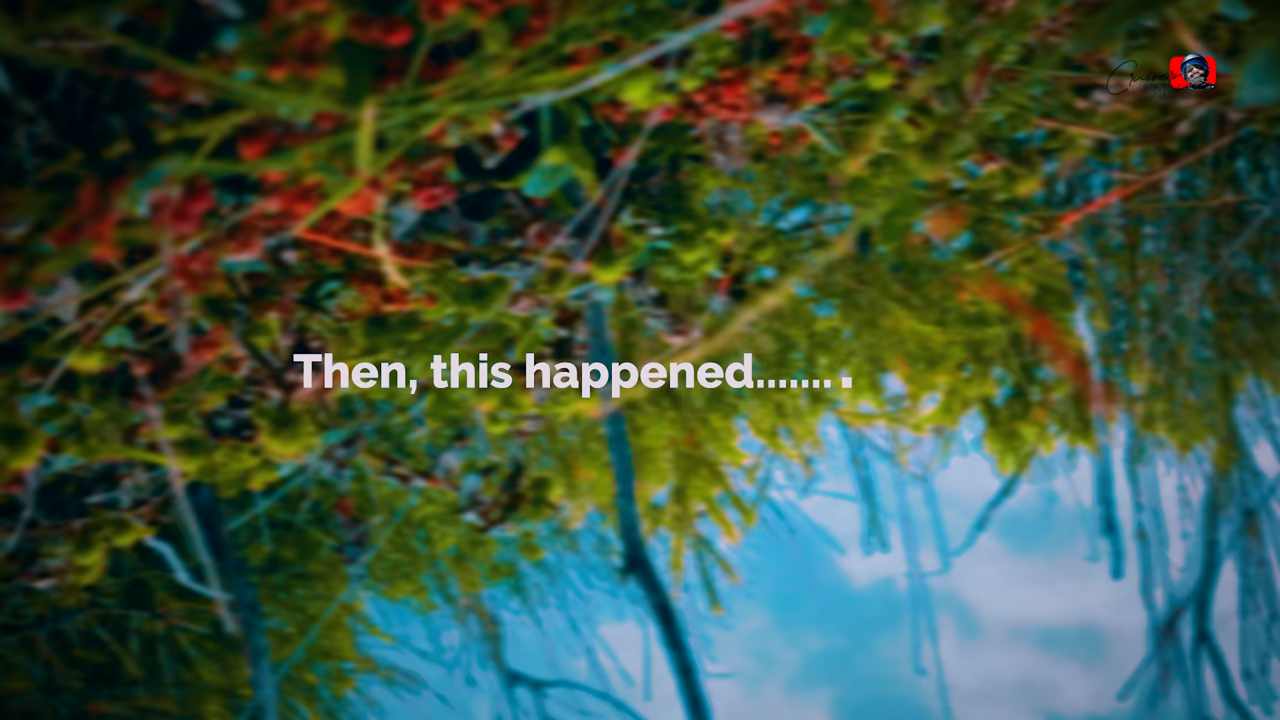 Then, this happened........